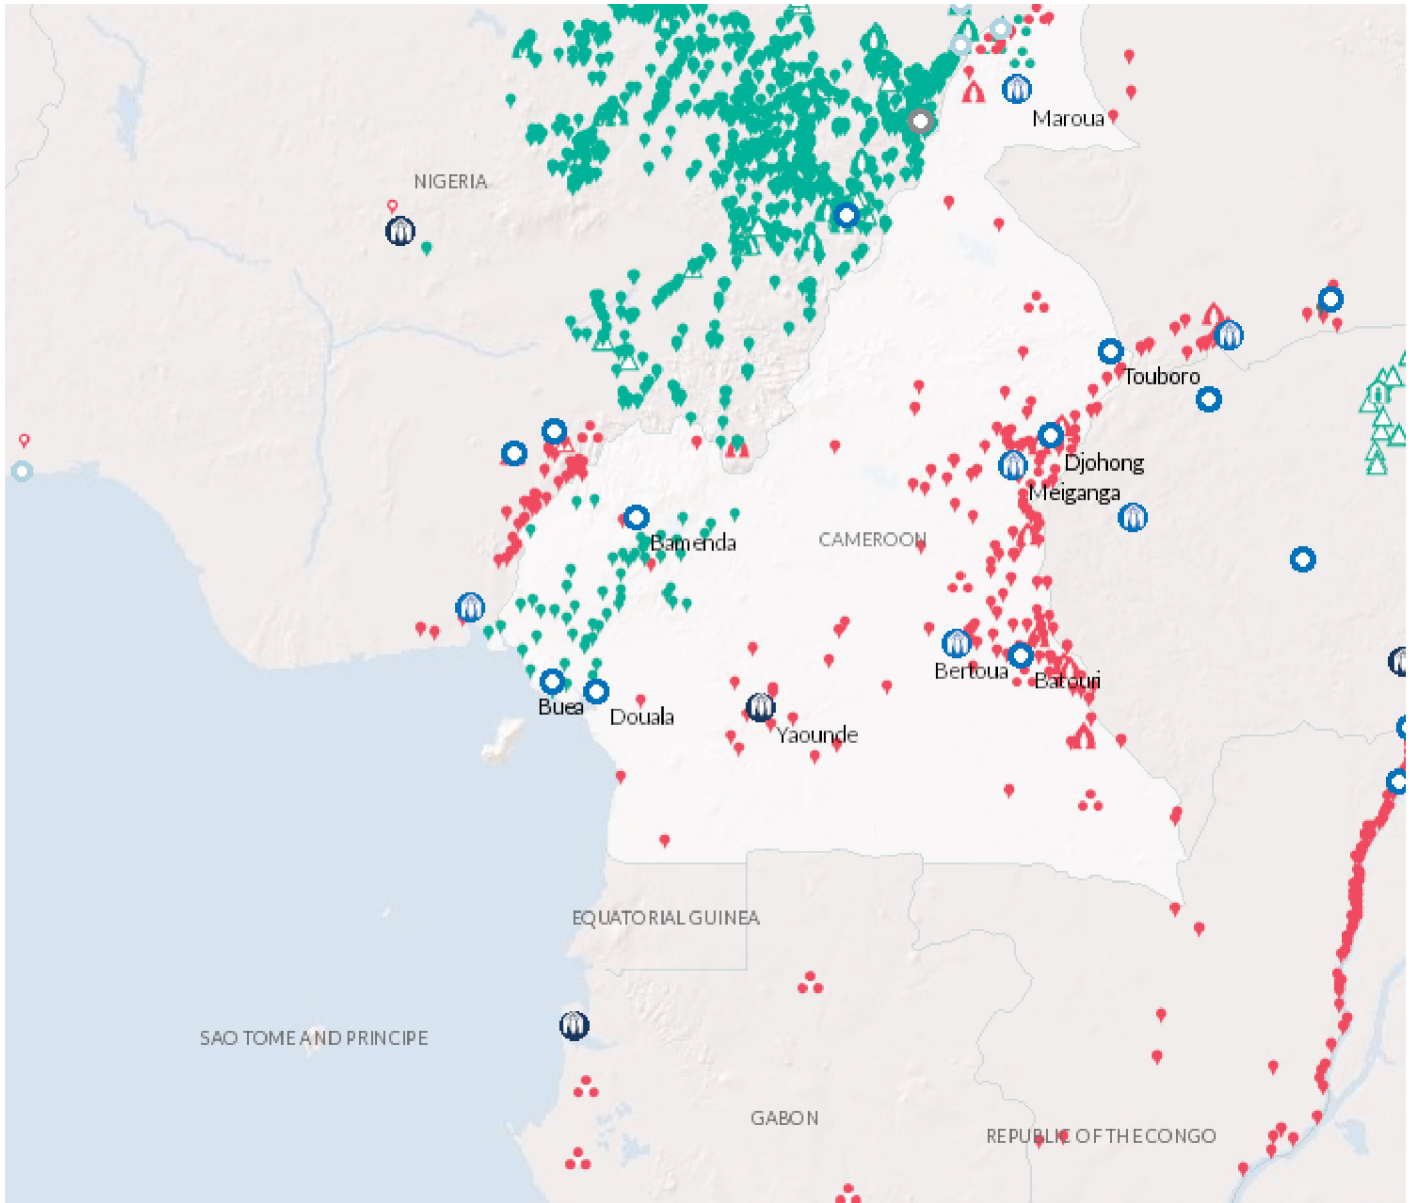 Maroua
NIGERIA
Touboro
Djohong
Meiganga
CAMEROON
Bamenda
Bertoua
Batouri
Buea
Douala
Yaounde
EQUATORIAL GUINEA
SAO TOME AND PRINCIPE
GABON
REPUBLIC OF THE CONGO